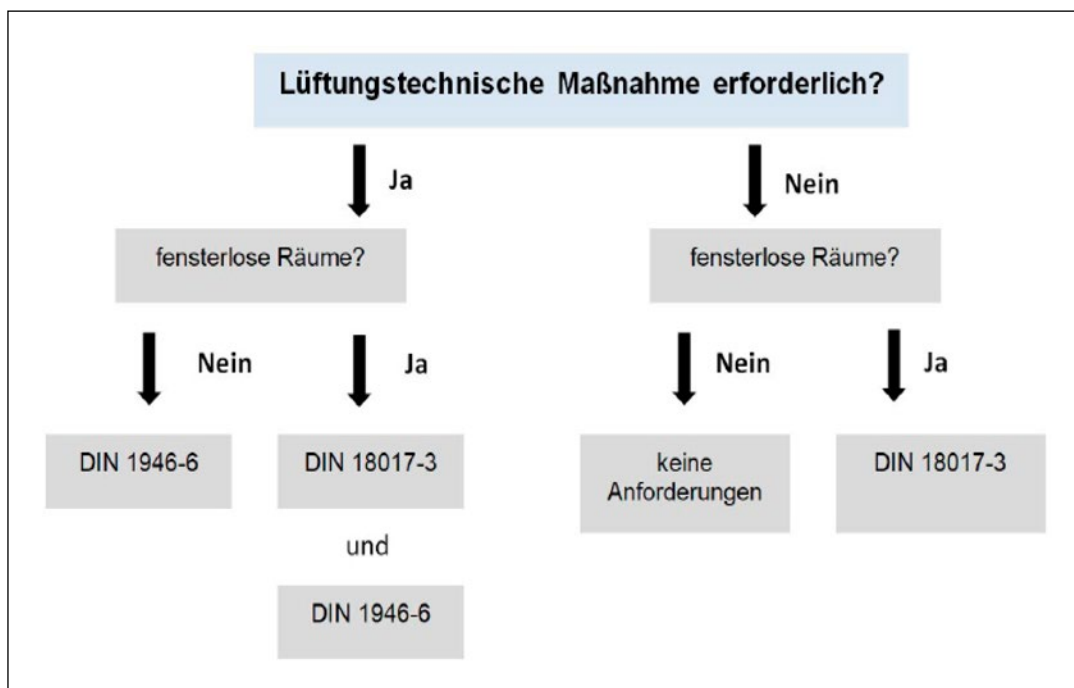 Lüftungstechnische Maßnahme erforderlich?
Ja
Nein
fensterlose Räume?
fensterlose Räume?
Nein
Ja
Nein
Ja
DIN 1946-6
DIN 18017-3
keine
Anforderungen
DIN 18017-3
und
DIN 1946-6